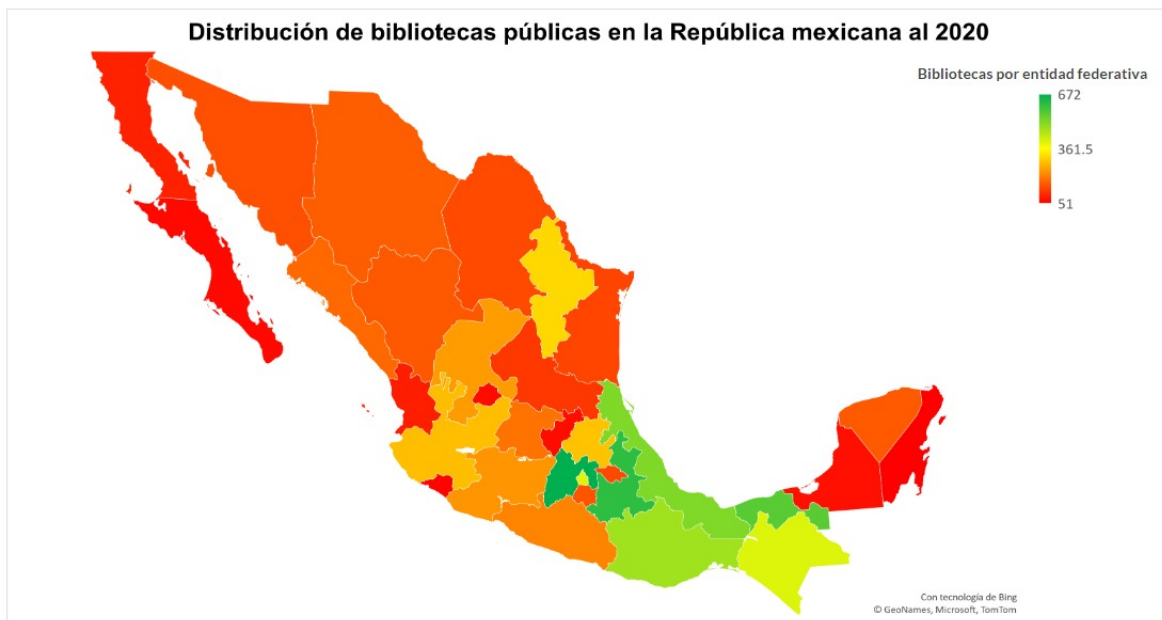 Distribución de bibliotecas públicas en la República mexicana al 2020
Bibliotecas por entidad federativa
672
361.5
51
Con tecnología de Bing
© GeoNames, Microsoft, TomTom